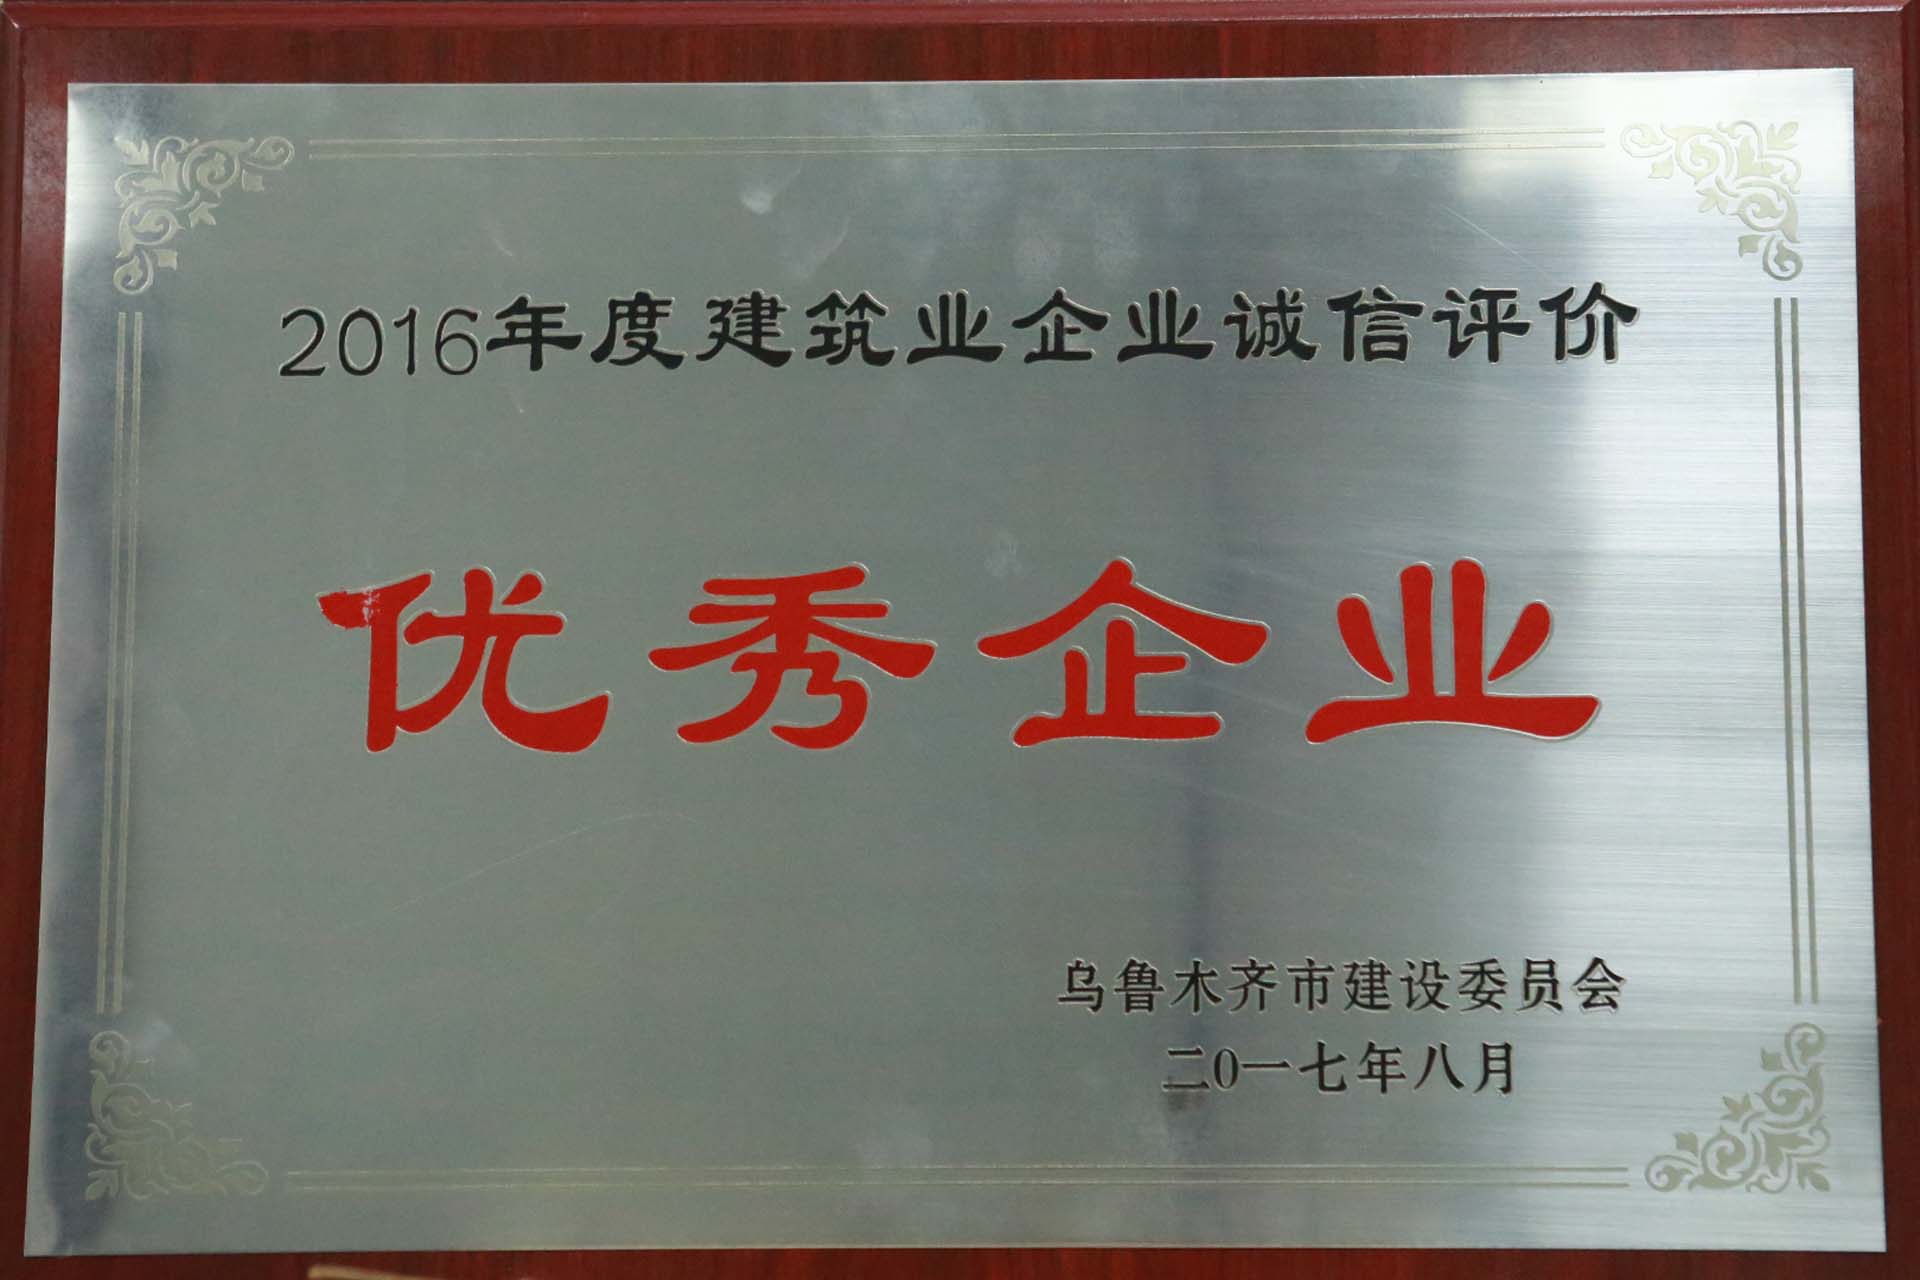 2016年度建筑业企业诚信评价
优秀企业
乌鲁木齐市建设委员会
二0一七年八月